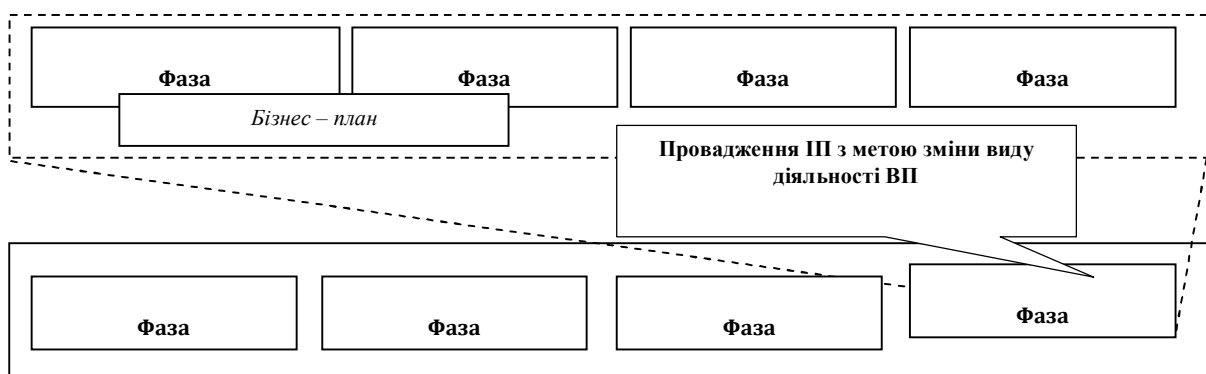 Фаза
Фаза
Фаза
Фаза
Бізнес – план
Провадження ІП з метою зміни виду
діяльності ВП
Фаза
Фаза
Фаза
Фаза